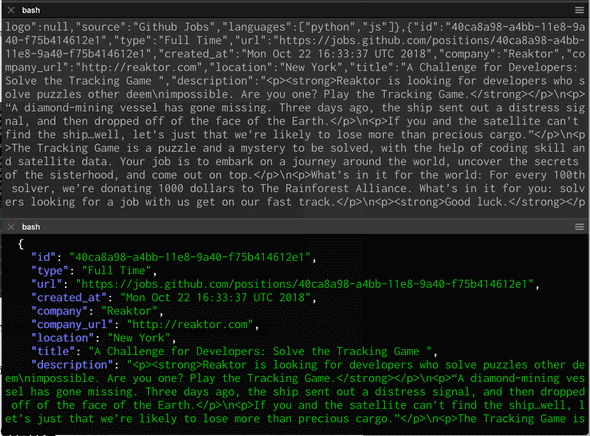 logo":null,"source":"Github Jobs","languages":["python","js"]},{"id":"40ca8a98-a4bb-11e8-9a40-f75b414612e1","type":"Full Time","url":"https://jobs.github.com/positions/40ca8a98-a4bb-11e8-9a40-f75b414612e1","created_at":"Mon Oct 22 16:33:37 UTC 2018","company":"Reaktor","company_url":"http://reaktor.com","location":"New York","title":"A Challenge for Developers: Solve the Tracking Game ","description":"<p><strong>Reaktor is looking for developers who s
olve puzzles other deem\nimpossible. Are you one? Play the Tracking Game.</strong></p>\n<p>
“A diamond-mining vessel has gone missing. Three days ago, the ship sent out a distress sig
nal, and then dropped off of the face of the Earth.</p>\n<p>If you and the satellite can't
find the ship…well, let's just that we're likely to lose more than precious cargo.”</p>\n<p
>The Tracking Game is a puzzle and a mystery to be solved, with the help of coding skill an
d satellite data. Your job is to embark on a journey around the world, uncover the secrets
of the sisterhood, and come out on top.</p>\n<p>What's in it for the world: For every 100th
solver, we're donating 1000 dollars to The Rainforest Alliance. What's in it for you: solv
ers looking for a job with us get on our fast track.</p>\n<p><strong>Good luck.</strong></p
bash
{
"id": "40ca8a98-a4bb-11e8-9a40-f75b414612e1",
"type": "Full Time",
"url": "https://jobs.github.com/positions/40ca8a98-a4bb-11e8-9a40-f75b414612e1",
"created_at": "Mon Oct 22 16:33:37 UTC 2018",
"company": "Reaktor",
"company_url": "http://reaktor.com",
"location": "New York",
"title": "A Challenge for Developers: Solve the Tracking Game ",
"description": "<p><strong>Reaktor is looking for developers who solve puzzles other de
em\nimpossible. Are you one? Play the Tracking Game.</strong></p>\n<p>“A diamond-mining ves
sel has gone missing. Three days ago, the ship sent out a distress signal, and then dropped
off of the face of the Earth.</p>\n<p>If you and the satellite can't find the ship…well, l
et's just that we're likely to lose more than precious cargo.”</p>\n<p>The Tracking Game is